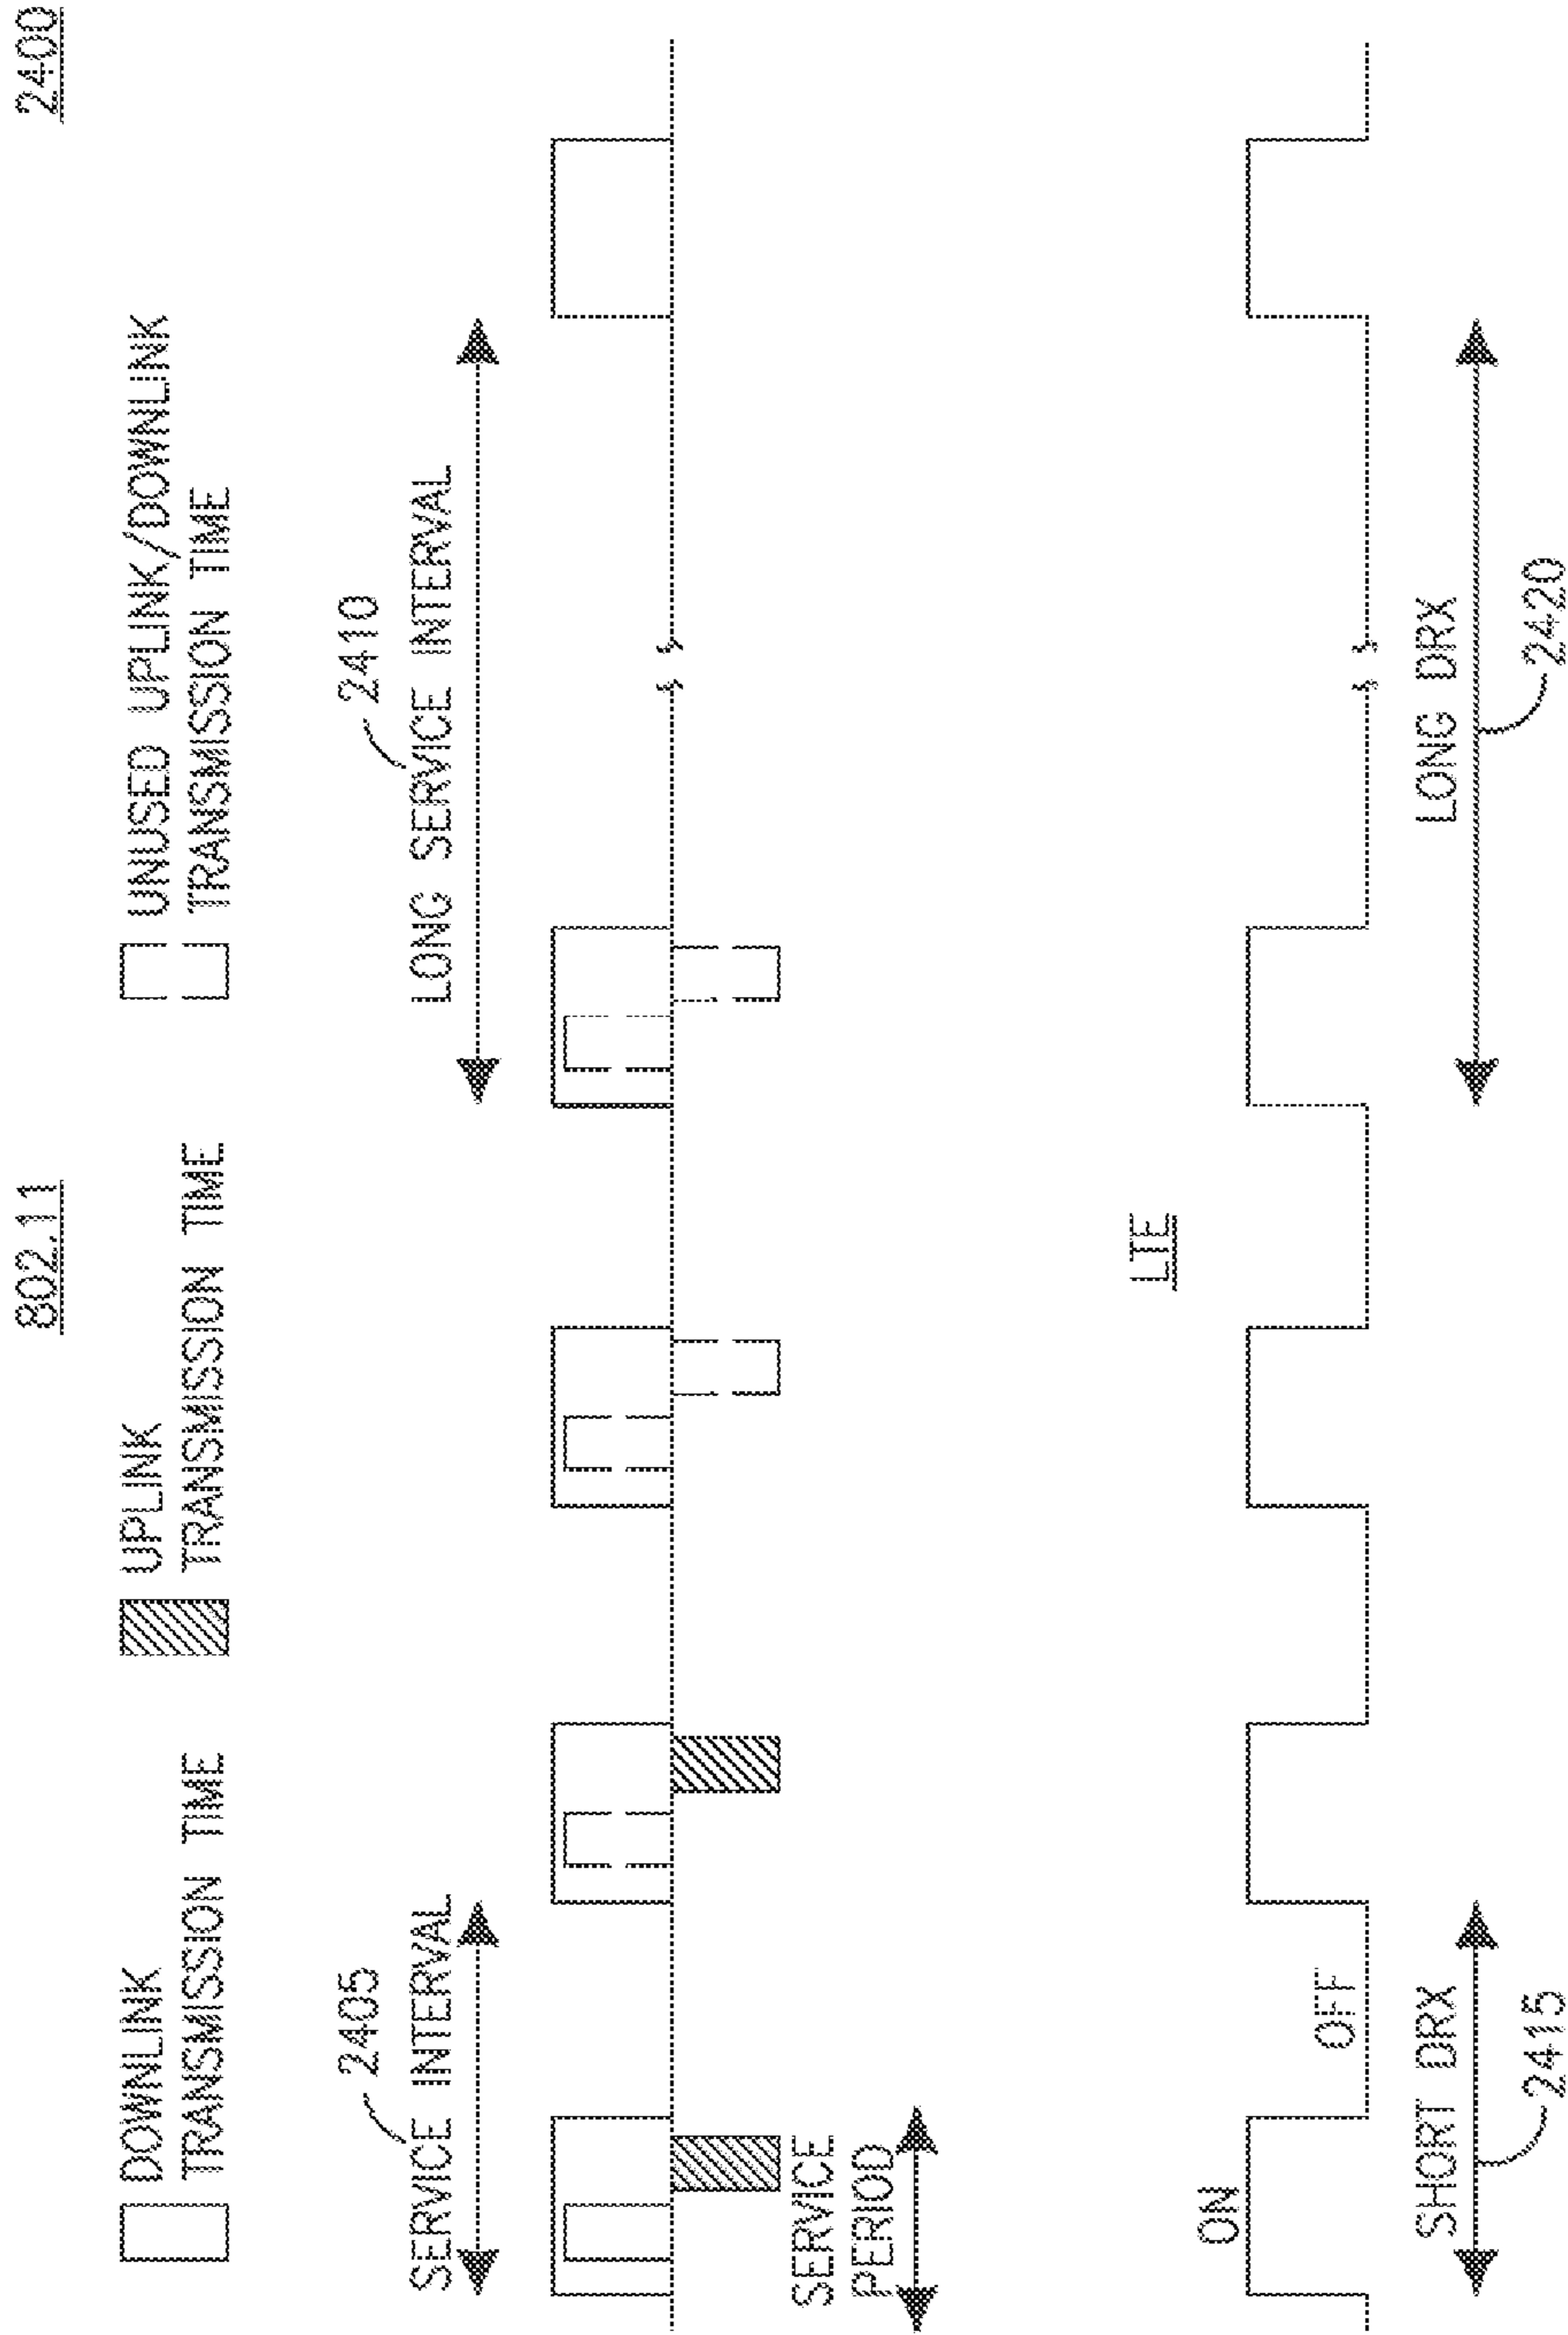 2400
802.11
DOWNLINK
TRANSMISSION TIME
UPLINK
TRANSMISSION TIME
UNUSED UPLINK/DOWNLINK
TRANSMISSION TIME
2405
SERVICE INTERVAL
2410
LONG SERVICE INTERVAL
SERVICE
PERIOD
LTE
ON
OFF
SHORT DRX
2415
LONG DRX
2420